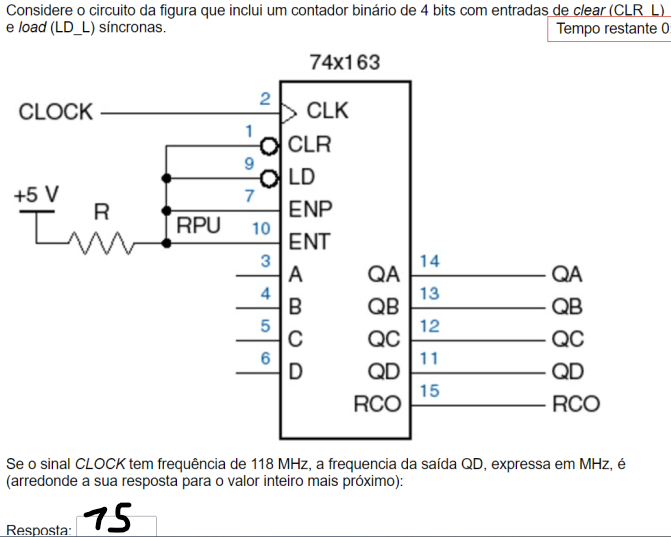 Considere o circuito da figura que inclui um contador binário de 4 bits com entradas de clear (CLR_L)
e load (LD_L) síncronas.
Tempo restante 0
74x163
CLOCK
2
CLK
1
CLR
9
LD
+5 V
7
ENP
R
RPU
10
ENT
3
A
QA
14
QA
4
B
QB
13
QB
5
C
QC
12
QC
6
D
QD
11
QD
RCO
15
RCO
Se o sinal CLOCK tem frequência de 118 MHz, a frequencia da saída QD, expressa em MHz, é
(arredonde a sua resposta para o valor inteiro mais próximo):
Resposta: 75